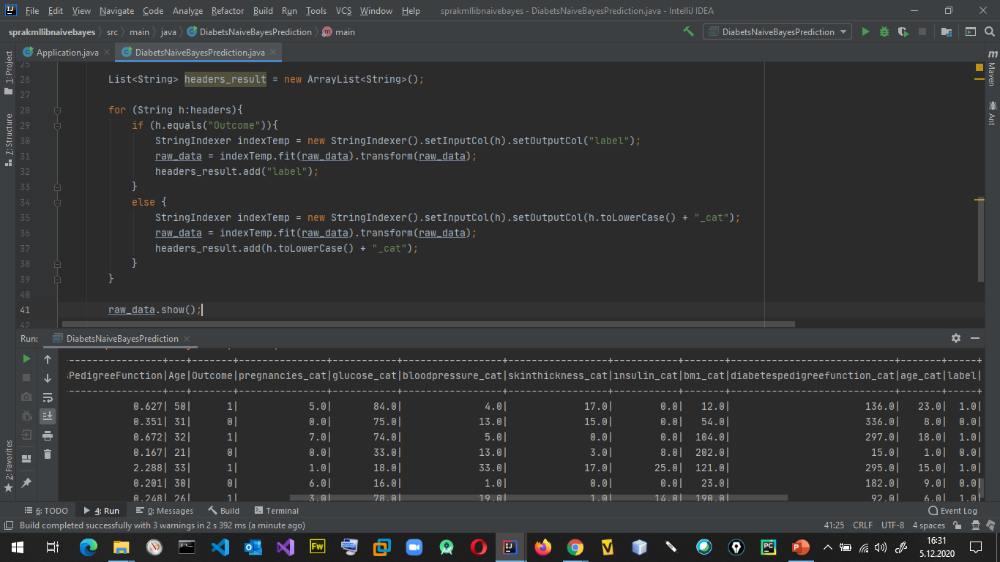 File Edit View Navigate Code Analyze Refactor Build Run Tools VCS Window Help sprakmllibnaivebayes - DiabetsNaiveBayesPrediction.java - IntelliJ IDEA
sprakmllibnaivebayes src main java DiabetsNaiveBayesPrediction main DiabetsNaiveBayesPrediction
Application.java DiabetsNaiveBayesPrediction.java
1: Project
7: Structure
2: Favorites
Maven
Ant
25
26 List<String> headers_result = new ArrayList<String>();
27
28 for (String h:headers){
29 if (h.equals("Outcome")){
30 StringIndexer indexTemp = new StringIndexer().setInputCol(h).setOutputCol("label");
31 raw_data = indexTemp.fit(raw_data).transform(raw_data);
32 headers_result.add("label");
33 }
34 else {
35 StringIndexer indexTemp = new StringIndexer().setInputCol(h).setOutputCol(h.toLowerCase() + "_cat");
36 raw_data = indexTemp.fit(raw_data).transform(raw_data);
37 headers_result.add(h.toLowerCase() + "_cat");
38 }
39 }
40
41 raw_data.show();
42
Run: DiabetsNaiveBayesPrediction
-----------------+---+-------+---------------+-----------+-----------------+-----------------+-----------+-------+----------------------------+-------+-----+
sPedigreeFunction|Age|Outcome|pregnancies_cat|glucose_cat|bloodpressure_cat|skinthickness_cat|ınsulin_cat|bmı_cat|diabetespedigreefunction_cat|age_cat|label|
-----------------+---+-------+---------------+-----------+-----------------+-----------------+-----------+-------+----------------------------+-------+-----+
0.627| 50| 1| 5.0| 84.0| 4.0| 17.0| 0.0| 12.0| 136.0| 23.0| 1.0|
0.351| 31| 0| 0.0| 75.0| 13.0| 15.0| 0.0| 54.0| 336.0| 8.0| 0.0|
0.672| 32| 1| 7.0| 74.0| 5.0| 0.0| 0.0| 104.0| 297.0| 18.0| 1.0|
0.167| 21| 0| 0.0| 33.0| 13.0| 3.0| 8.0| 202.0| 15.0| 1.0| 0.0|
2.288| 33| 1| 1.0| 18.0| 33.0| 17.0| 25.0| 121.0| 295.0| 15.0| 1.0|
0.201| 30| 0| 6.0| 16.0| 1.0| 0.0| 0.0| 23.0| 182.0| 9.0| 0.0|
0.248| 26| 1| 3.0| 78.0| 19.0| 1.0| 14.0| 190.0| 92.0| 6.0| 1.0|
6: TODO 4: Run 0: Messages Build Terminal Event Log
Build completed successfully with 3 warnings in 2 s 392 ms (a minute ago) 41:25 CRLF UTF-8 4 spaces
16:31
5.12.2020